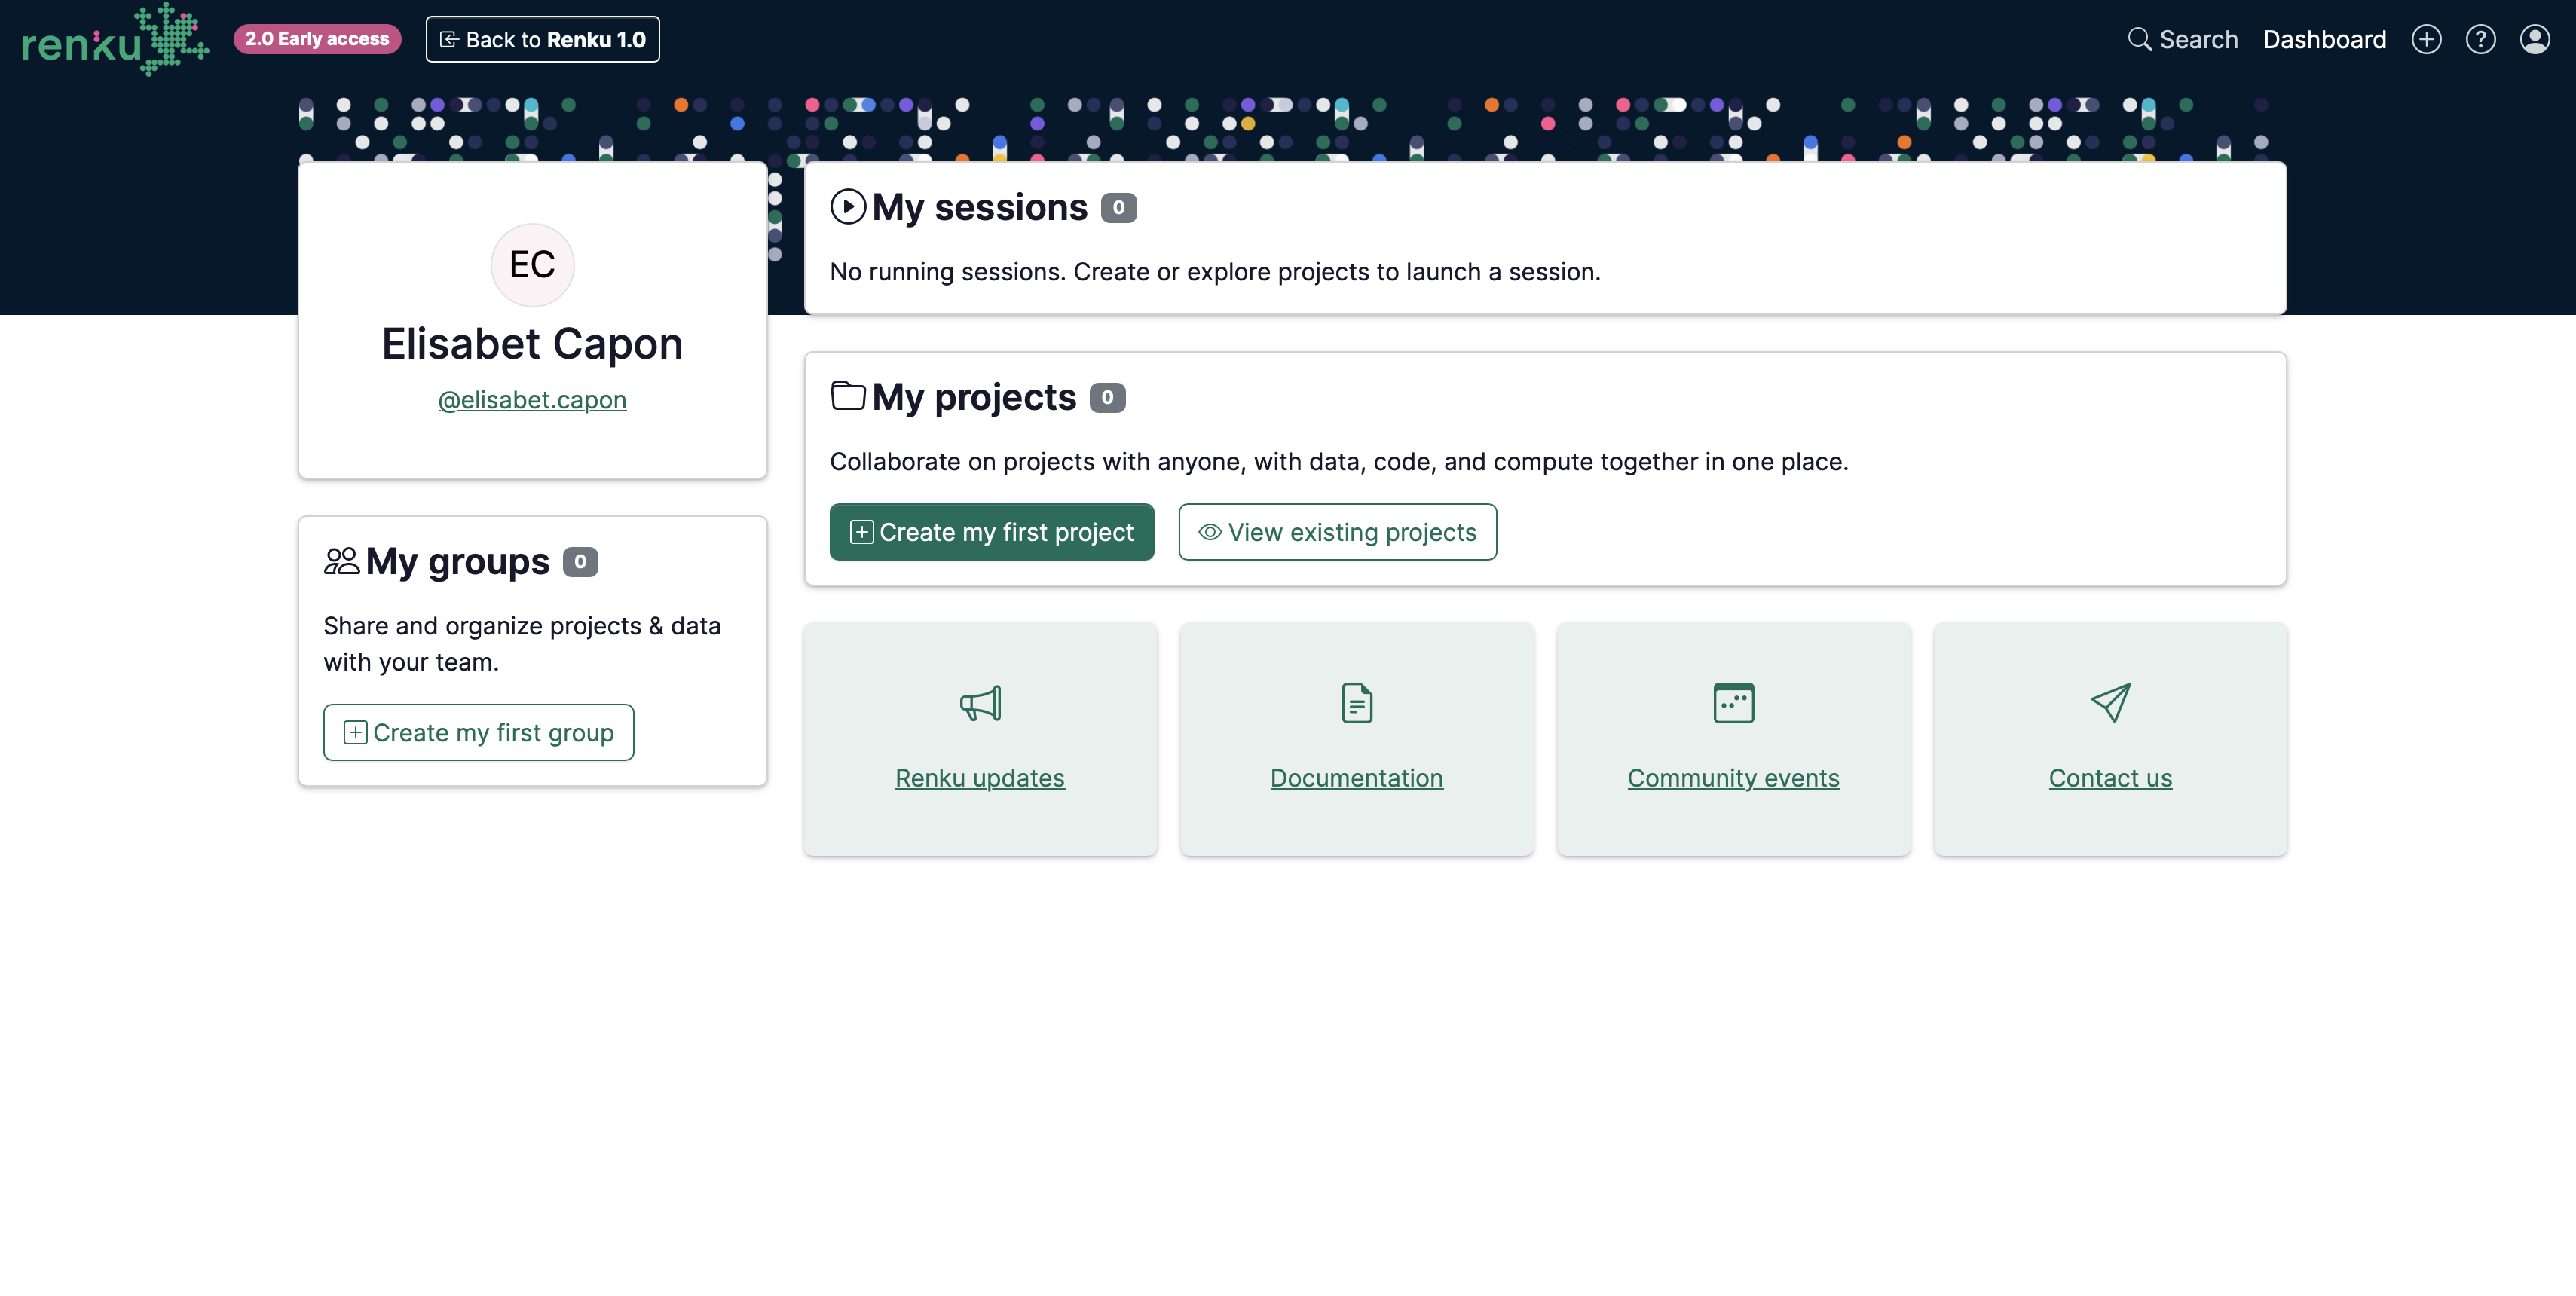 renku
2.0 Early access
Back to Renku 1.0
Search
Dashboard
EC
Elisabet Capon
@elisabet.capon
My groups 0
Share and organize projects & data
with your team.
Create my first group
My sessions 0
No running sessions. Create or explore projects to launch a session.
My projects 0
Collaborate on projects with anyone, with data, code, and compute together in one place.
Create my first project
View existing projects
Renku updates
Documentation
Community events
Contact us